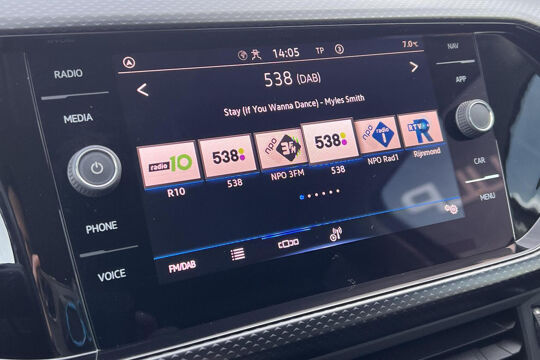 RADIO
MEDIA
PHONE
VOICE
14:05 TP 3 7.0°C
538 (DAB)
Stay (if You Wanna Dance) - Myles Smith
radio 10
538
npo 3FM
538
npo radio 1
RTV R
R10
538
NPO 3FM
538
NPO Rad1
Rijnmond
FM/DAB
NAV
APP
CAR
MENU